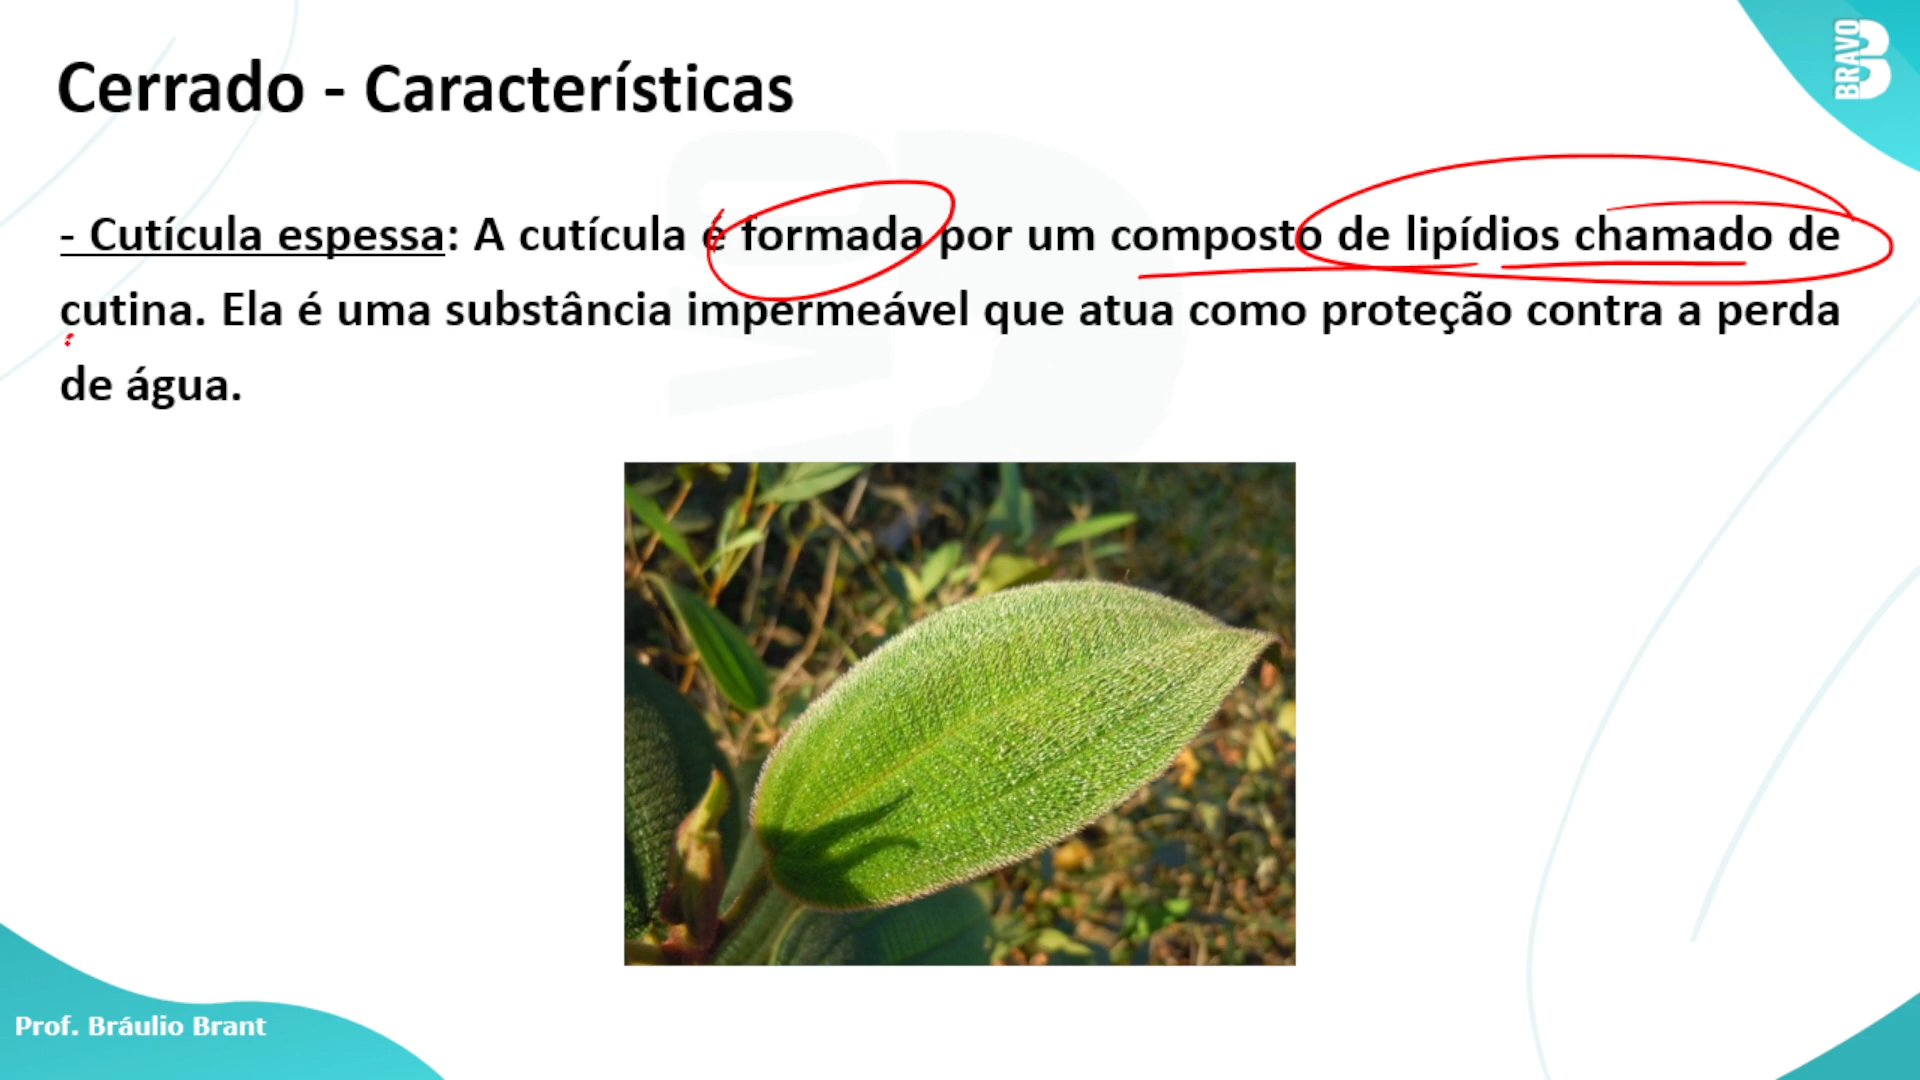 BRAVO
Cerrado - Características
- Cutícula espessa: A cutícula é formada por um composto de lipídios chamado de
cutina. Ela é uma substância impermeável que atua como proteção contra a perda
de água.
Prof. Bráulio Brant